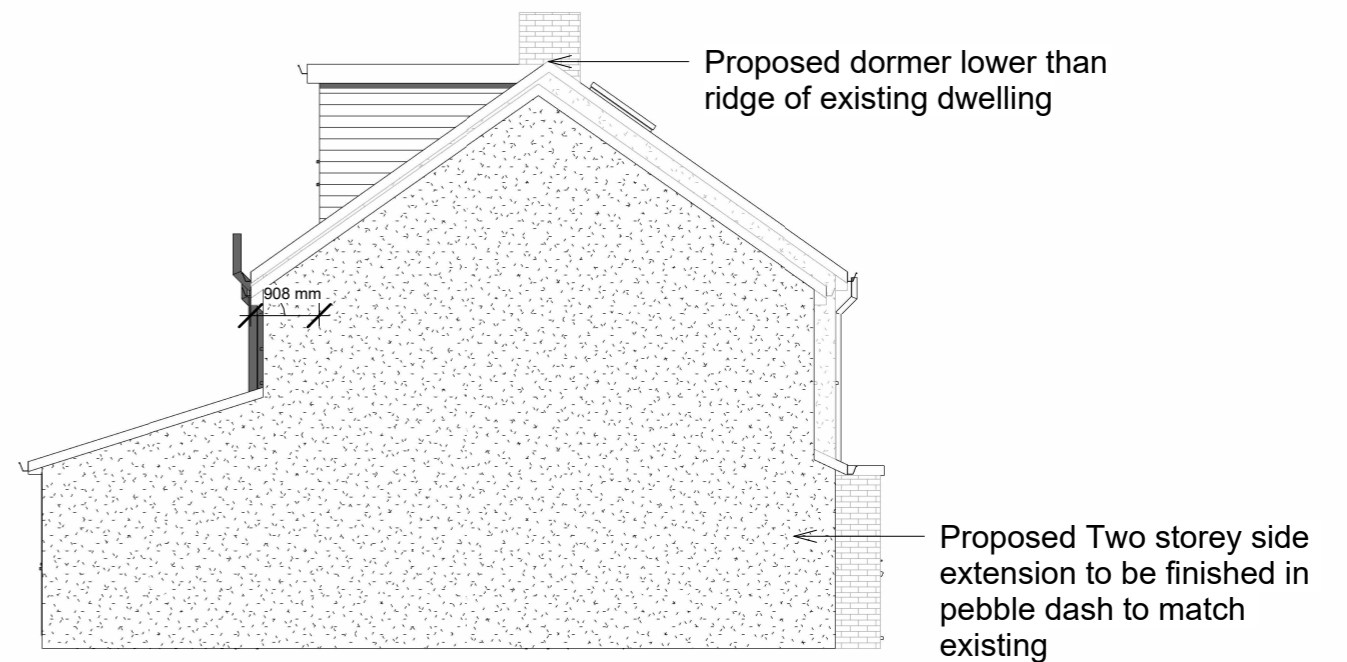 Proposed dormer lower than
ridge of existing dwelling
908 mm
Proposed Two storey side
extension to be finished in
pebble dash to match
existing